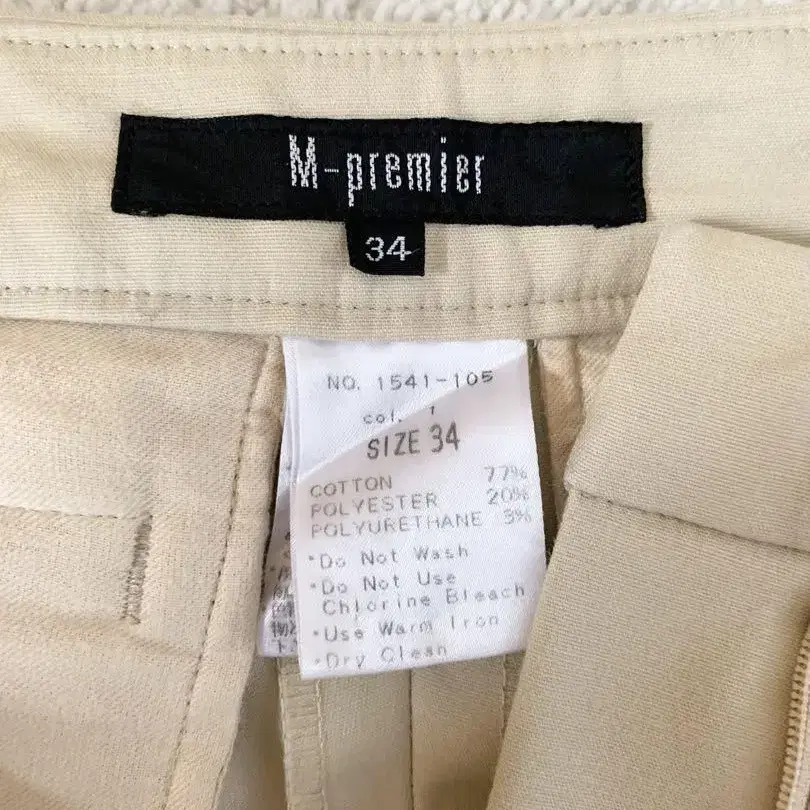 M-premier
34
NO. 1541-105
col. 1
SIZE 34
COTTON 77%
POLYESTER 20%
POLYURETHANE 3%
·Do Not Wash
·Do Not Use
Chlorine Bleach
·Use Warm Iron
·Dry Clean